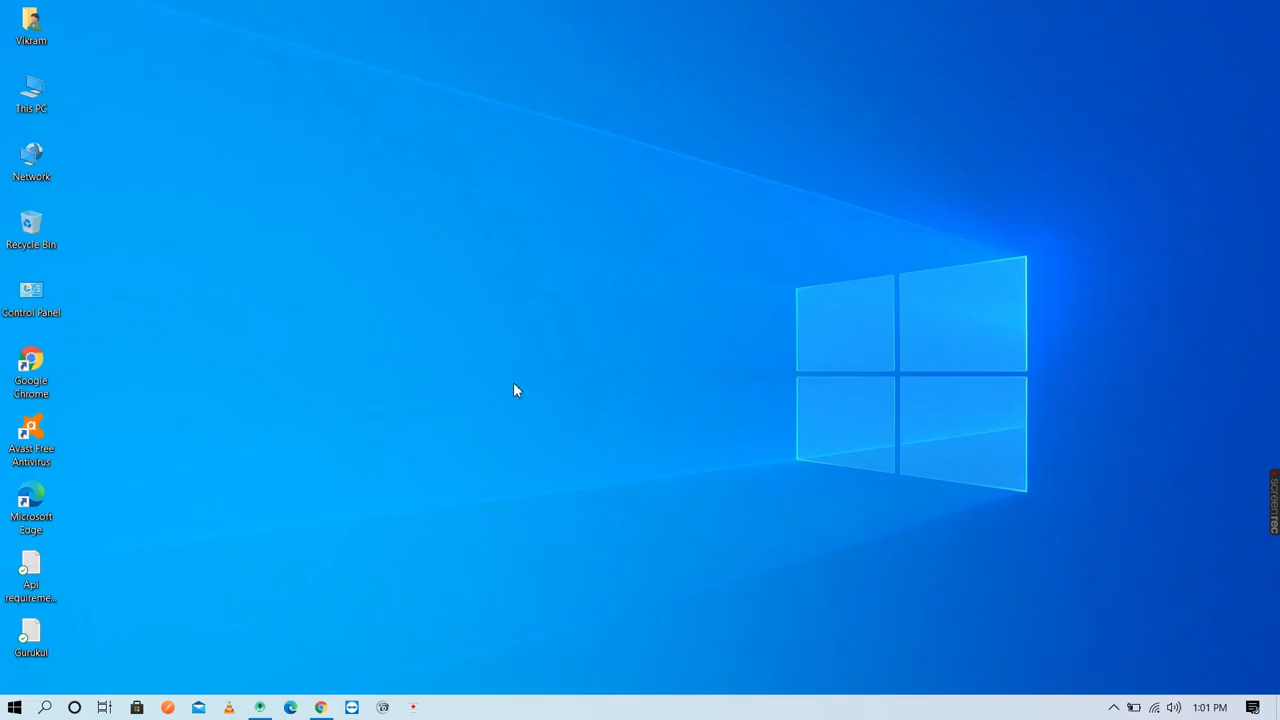 Vikram
This PC
Network
Recycle Bin
Control Panel
Google
Chrome
Avast Free
Antivirus
Microsoft
Edge
Api
requireme...
Gurukul
screenrec
1:01 PM